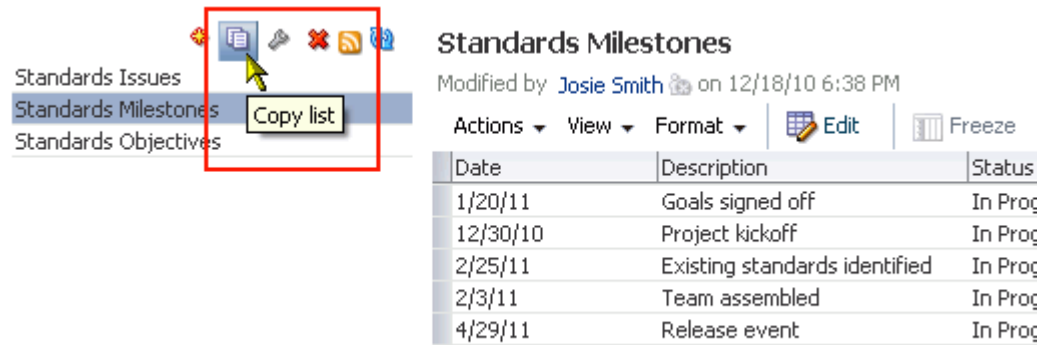 Standards Issues
Standards Milestones
Standards Objectives
Copy list
Standards Milestones
Modified by Josie Smith on 12/18/10 6:38 PM
Actions View Format Edit Freeze
Date Description Status
1/20/11 Goals signed off In Prog
12/30/10 Project kickoff In Prog
2/25/11 Existing standards identified In Prog
2/3/11 Team assembled In Prog
4/29/11 Release event In Prog